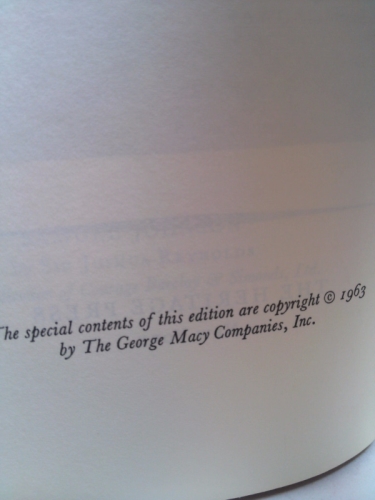 The special contents of this edition are copyright © 1963
by The George Macy Companies, Inc.